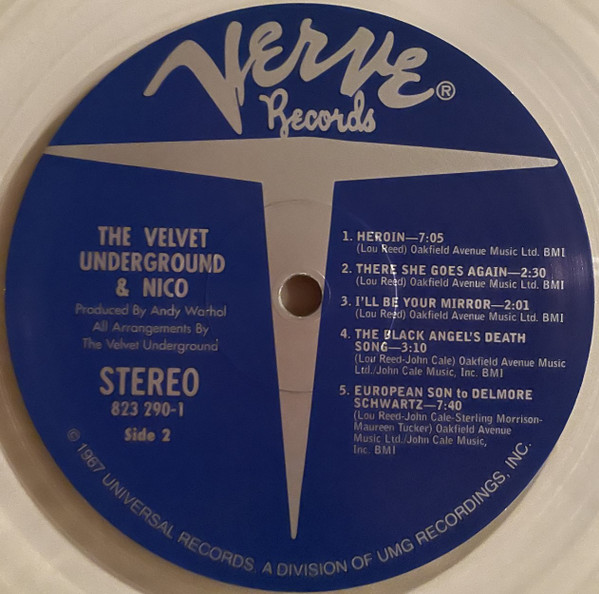 Verve®
Records
THE VELVET
UNDERGROUND
& NICO
Produced By Andy Warhol
All Arrangements By
The Velvet Underground
STEREO
823 290-1
Side 2
1. HEROIN—7:05
(Lou Reed) Oakfield Avenue Music Ltd. BMI
2. THERE SHE GOES AGAIN—2:30
(Lou Reed) Oakfield Avenue Music Ltd. BMI
3. I'LL BE YOUR MIRROR—2:01
(Lou Reed) Oakfield Avenue Music Ltd. BMI
4. THE BLACK ANGEL'S DEATH
SONG—3:10
(Lou Reed-John Cale) Oakfield Avenue Music
Ltd./John Cale Music, Inc. BMI
5. EUROPEAN SON to DELMORE
SCHWARTZ—7:40
(Lou Reed-John Cale-Sterling Morrison-
Maureen Tucker) Oakfield Avenue
Music Ltd./John Cale Music,
Inc. BMI
© 1967 UNIVERSAL RECORDS, A DIVISION OF UMG RECORDINGS, INC.